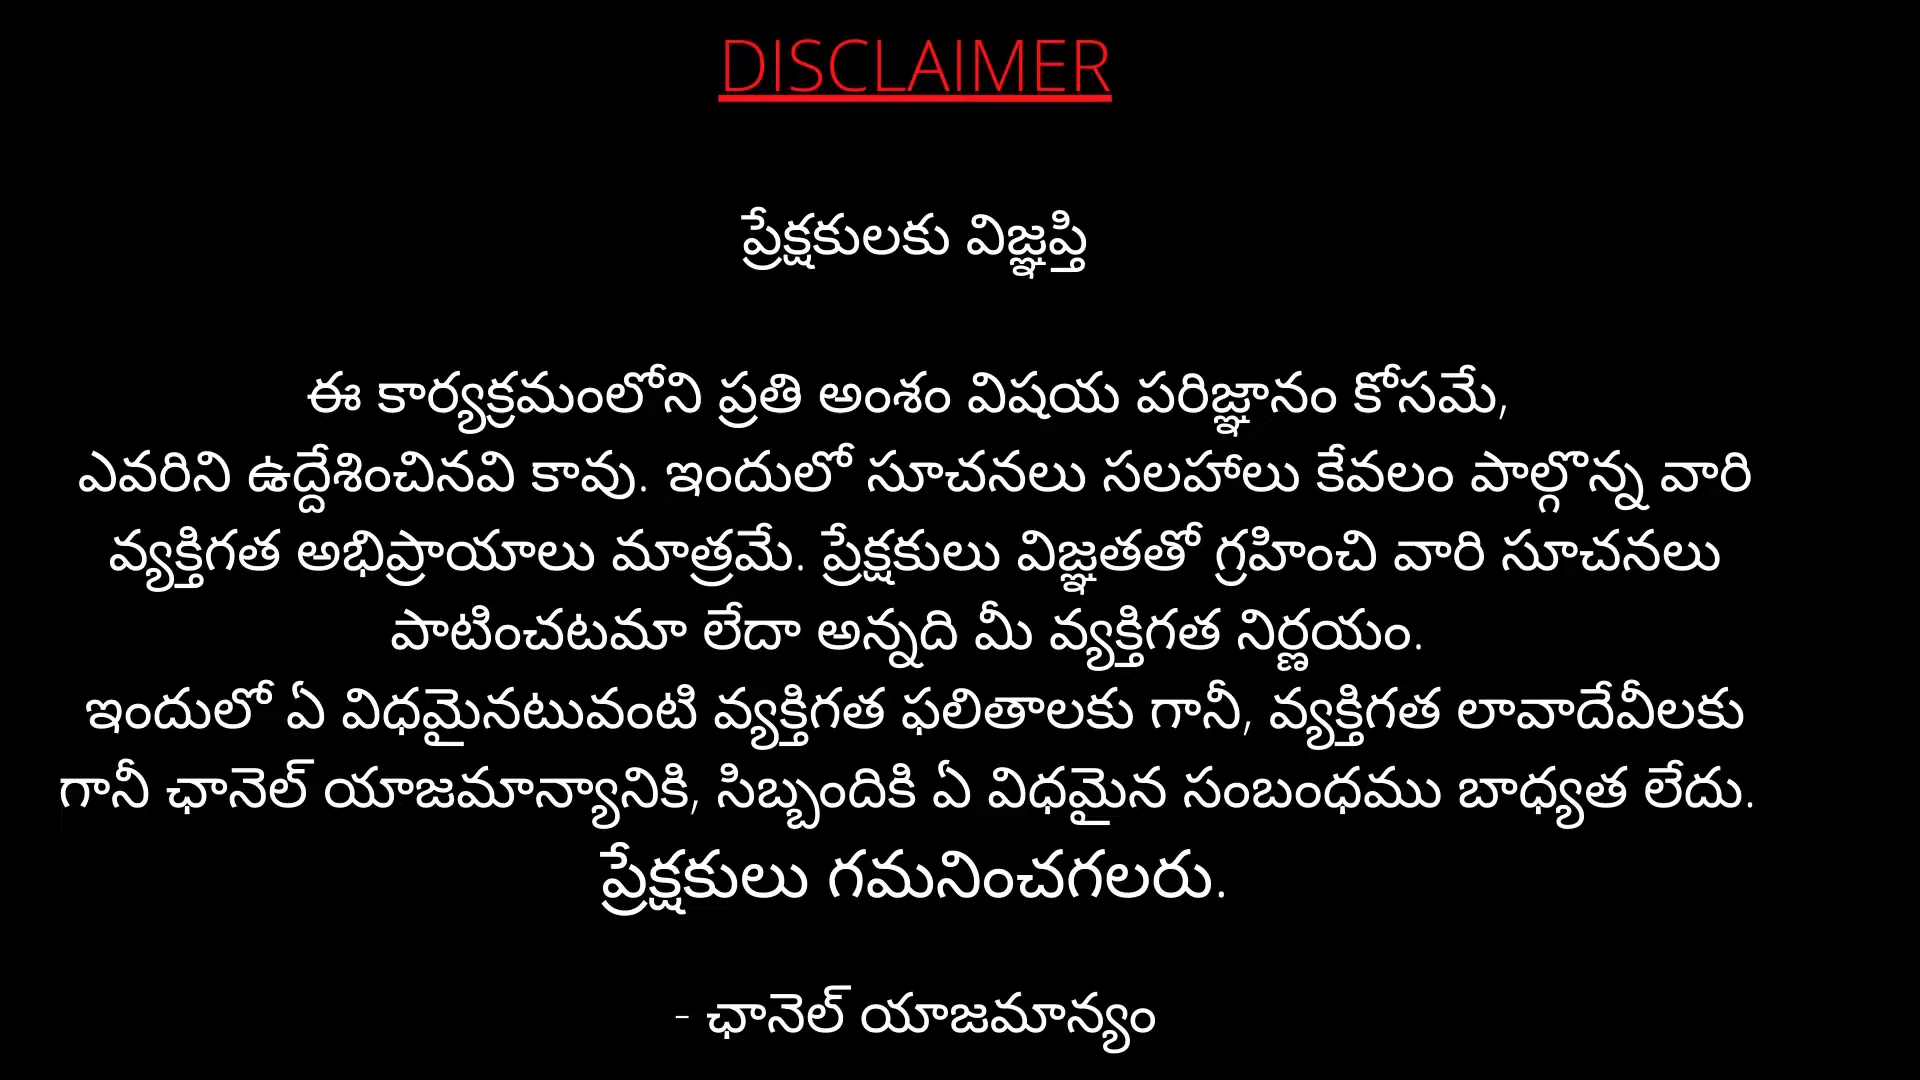 DISCLAIMER
ప్రేక్షకులకు విజ్ఞప్తి
ఈ కార్యక్రమంలోని ప్రతి అంశం విషయ పరిజ్ఞానం కోసమే,
ఎవరిని ఉద్దేశించినవి కావు. ఇందులో సూచనలు సలహాలు కేవలం పాల్గొన్న వారి
వ్యక్తిగత అభిప్రాయాలు మాత్రమే. ప్రేక్షకులు విజ్ఞతతో గ్రహించి వారి సూచనలు
పాటించటమా లేదా అన్నది మీ వ్యక్తిగత నిర్ణయం.
ఇందులో ఏ విధమైనటువంటి వ్యక్తిగత ఫలితాలకు గానీ, వ్యక్తిగత లావాదేవీలకు
గానీ ఛానెల్ యాజమాన్యానికి, సిబ్బందికి ఏ విధమైన సంబంధము బాధ్యత లేదు.
ప్రేక్షకులు గమనించగలరు.
- ఛానెల్ యాజమాన్యం